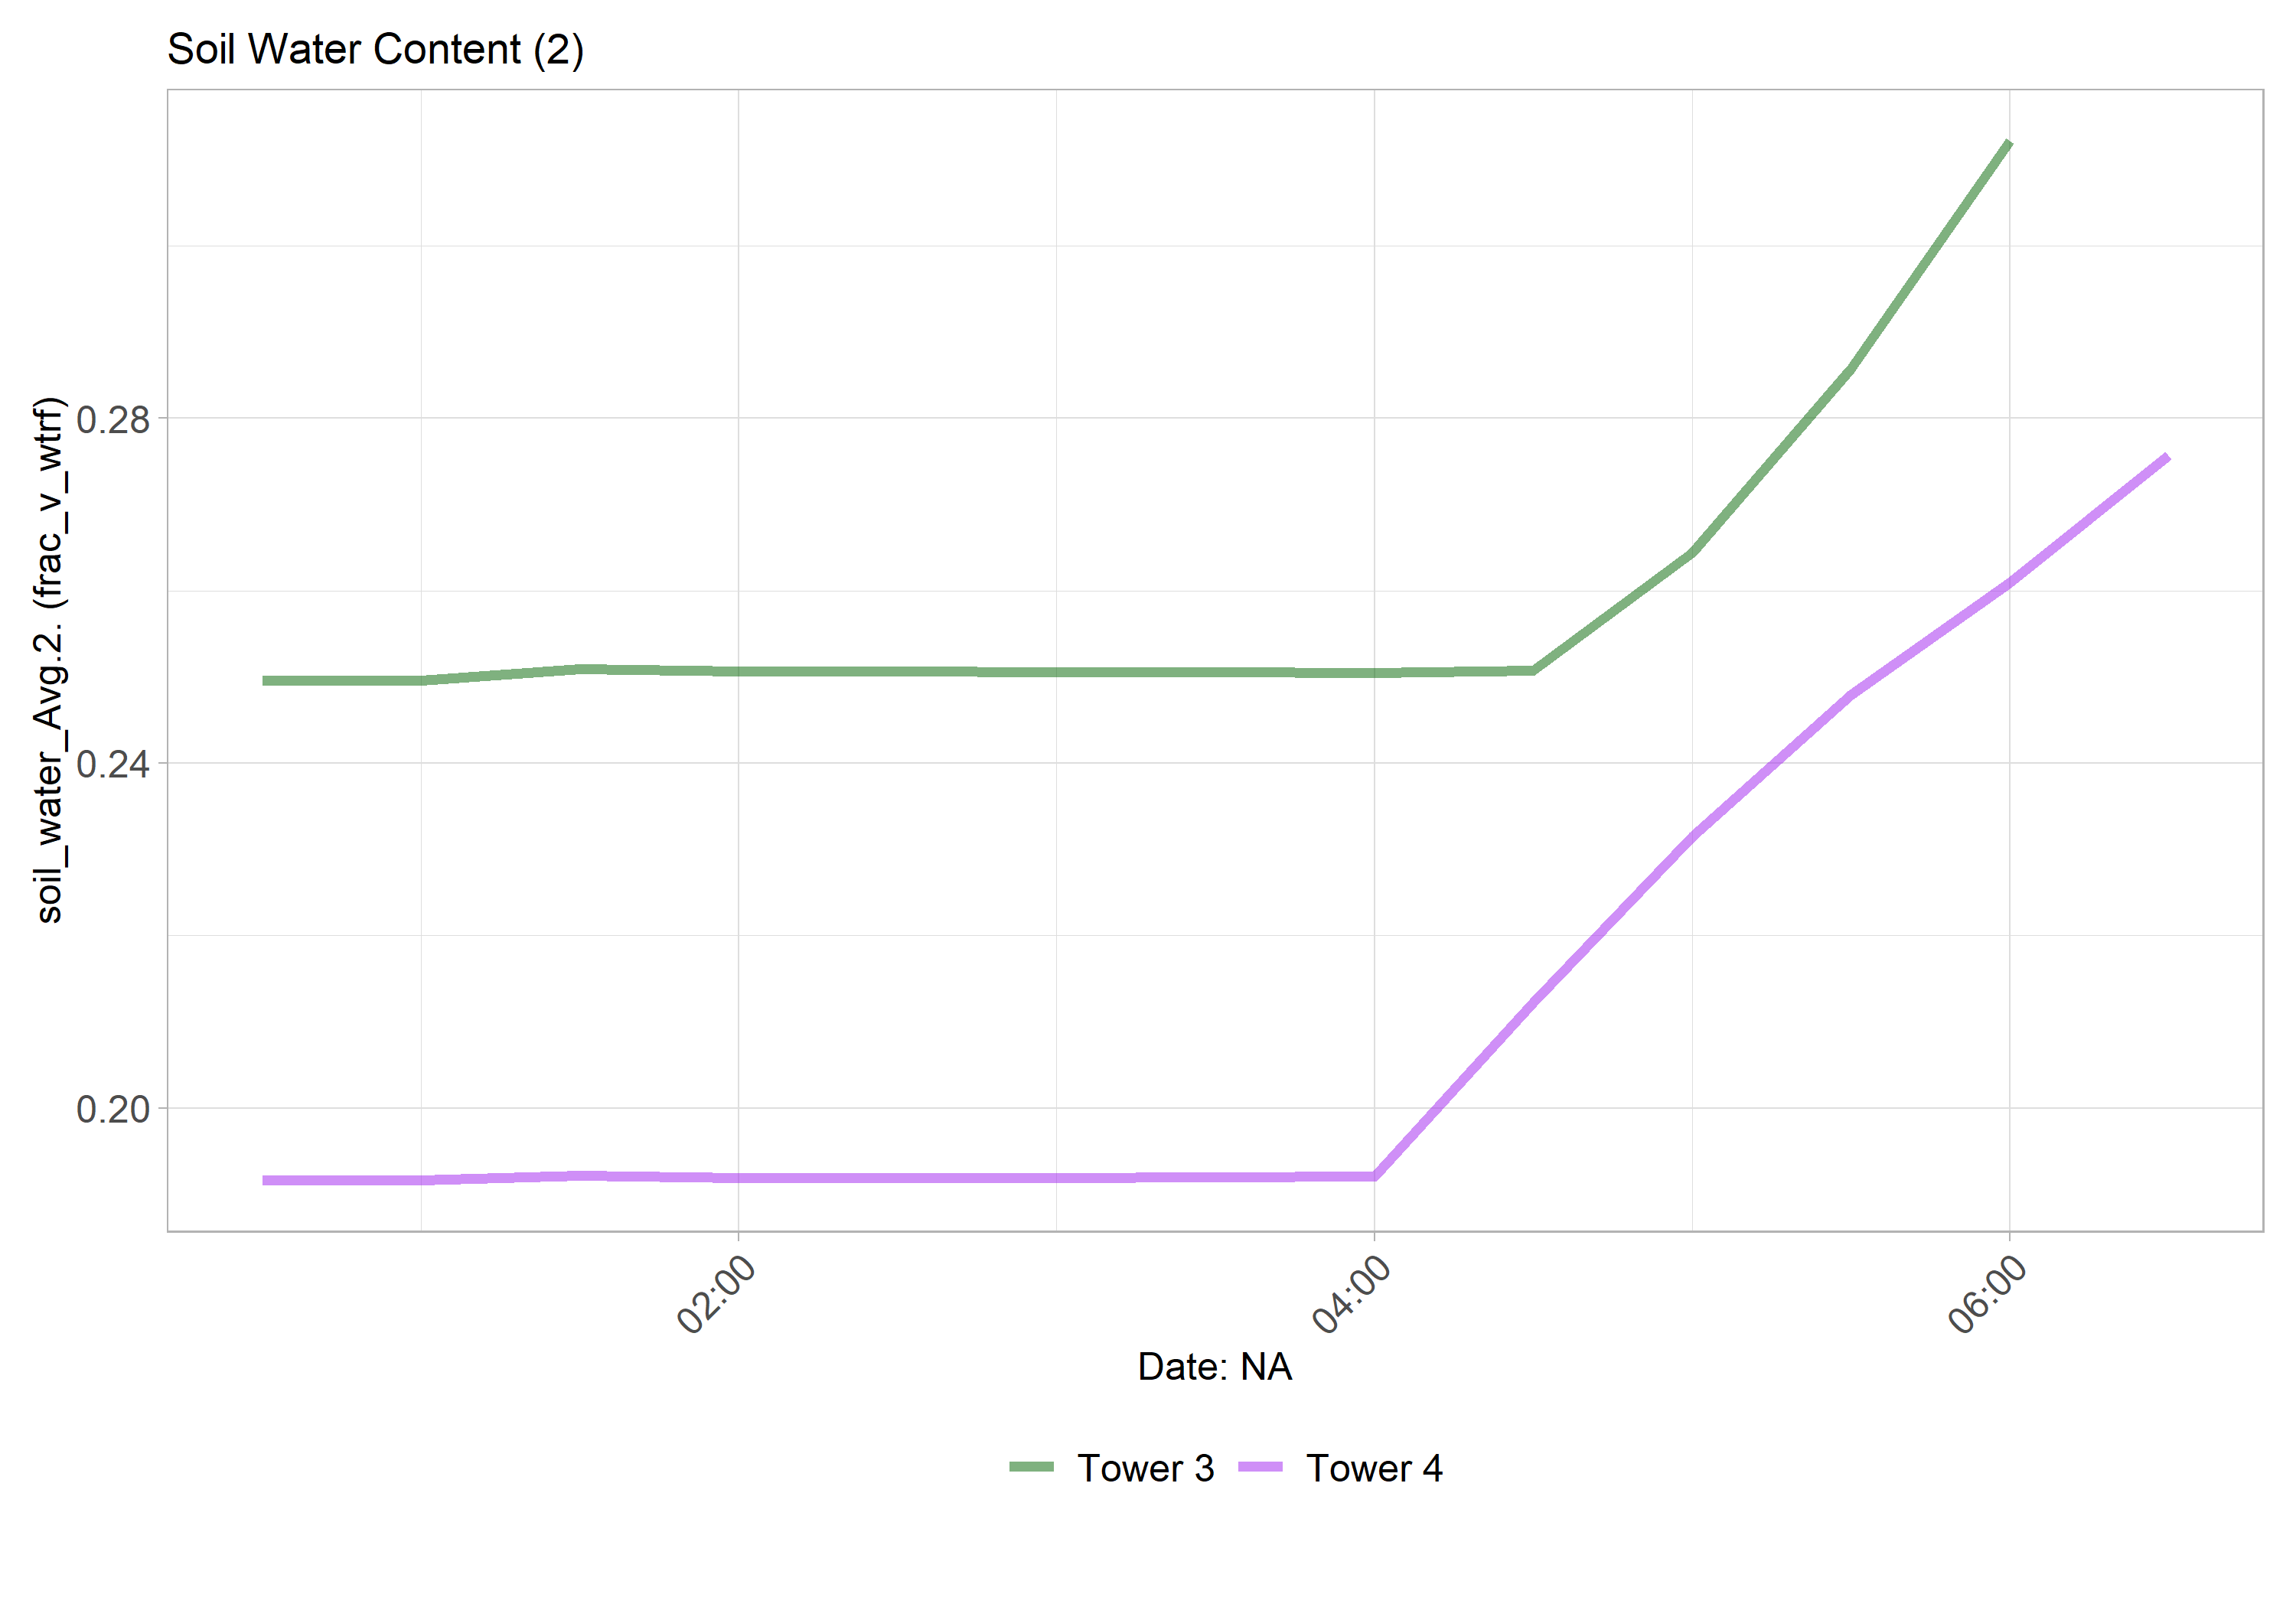 Soil Water Content (2)
soil_water_Avg.2. (frac_v_wtrf)
0.28
0.24
0.20
02:00
04:00
06:00
Date: NA
Tower 3
Tower 4